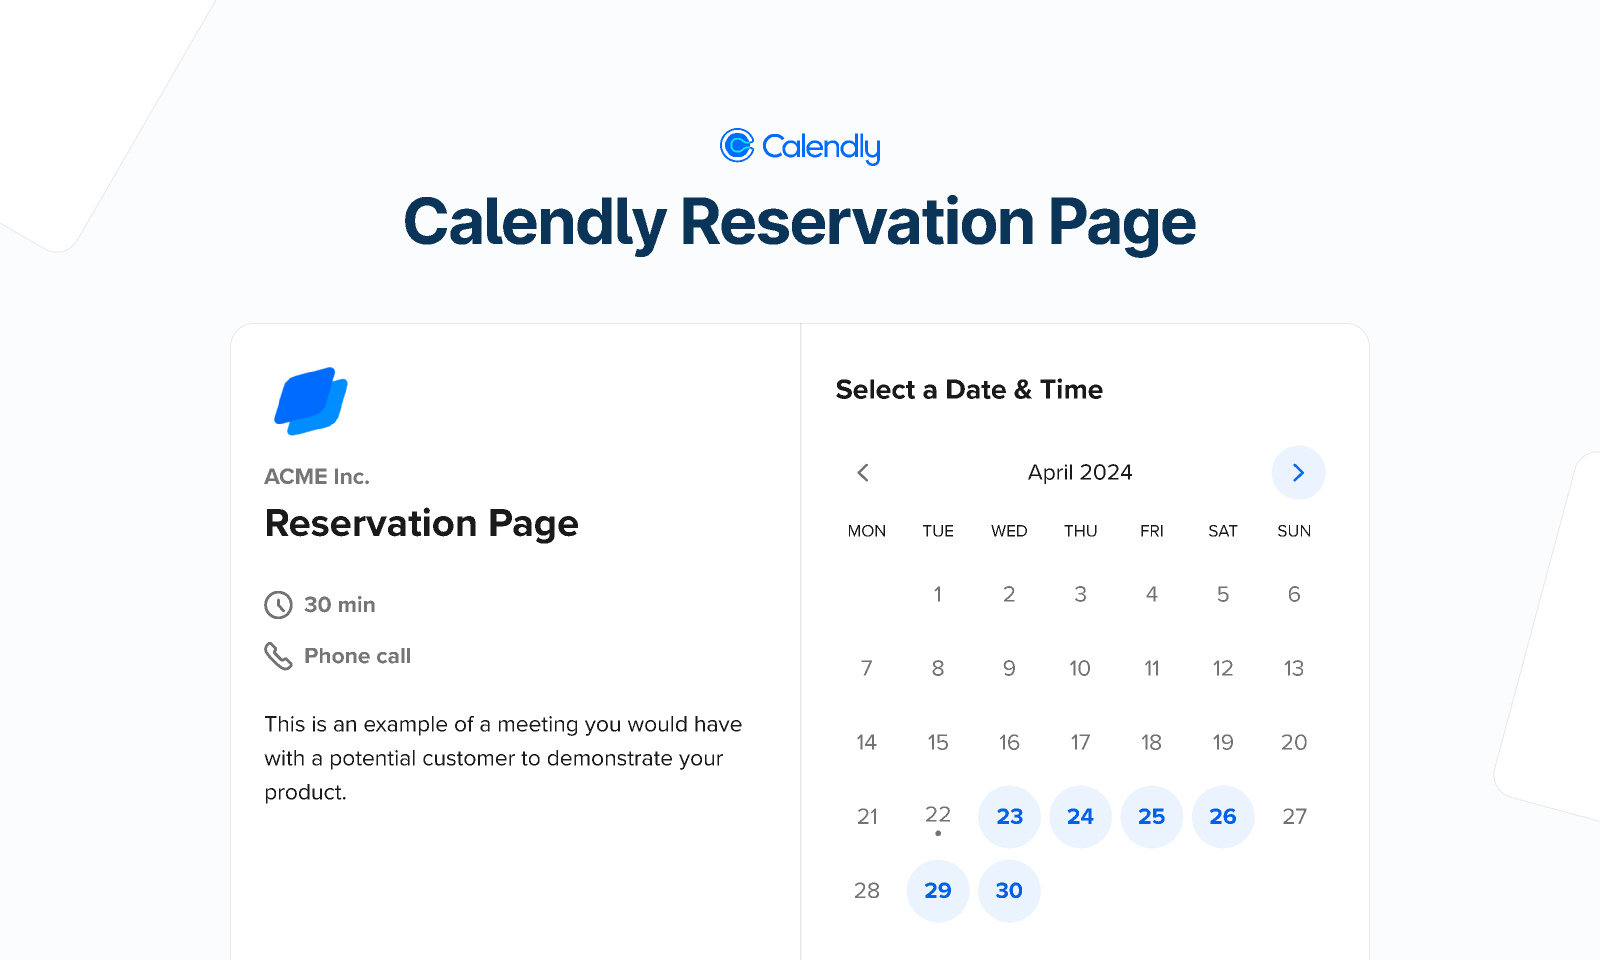 Calendly
Calendly Reservation Page
ACME Inc.
Reservation Page
30 min
Phone call
This is an example of a meeting you would have
with a potential customer to demonstrate your
product.
Select a Date & Time
April 2024
MON TUE WED THU FRI SAT SUN
1 2 3 4 5 6
7 8 9 10 11 12 13
14 15 16 17 18 19 20
21 22 23 24 25 26 27
28 29 30